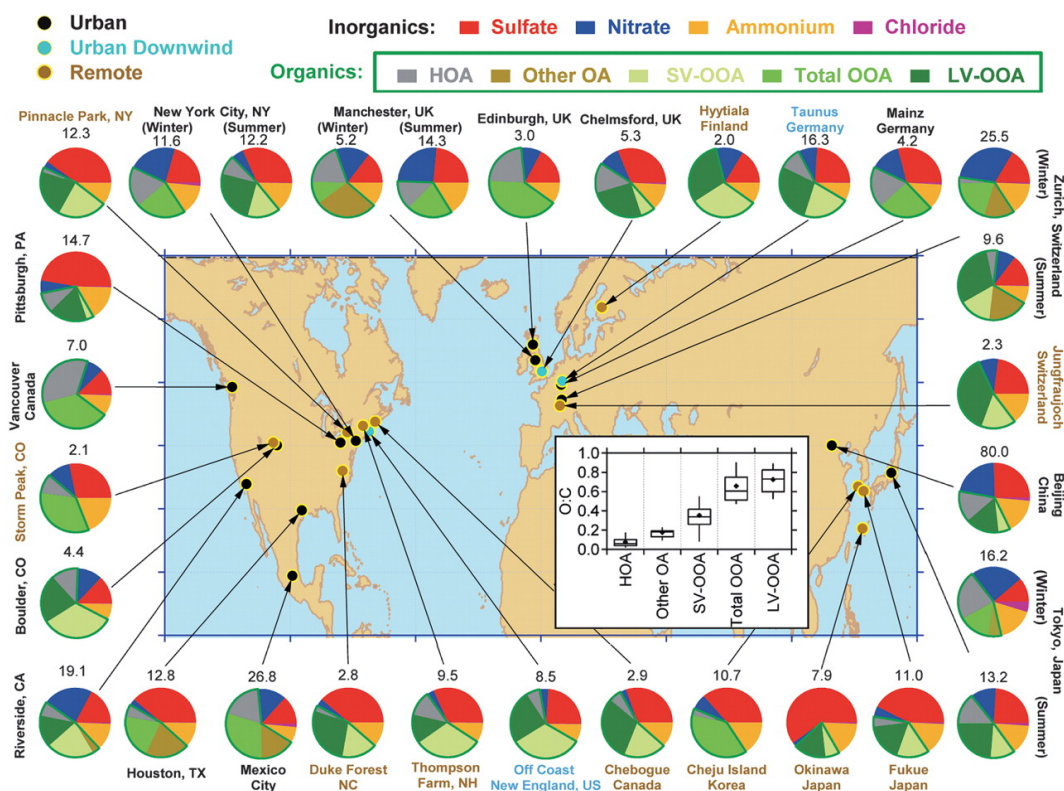 Urban
Urban Downwind
Remote
Inorganics: Sulfate Nitrate Ammonium Chloride
Organics: HOA Other OA SV-OOA Total OOA LV-OOA
Pinnacle Park, NY
12.3
New York City, NY
(Winter) (Summer)
11.6 12.2
Manchester, UK
(Winter) (Summer)
5.2 14.3
Edinburgh, UK
3.0
Chelmsford, UK
5.3
Hyytiala
Finland
2.0
Taunus
Germany
16.3
Mainz
Germany
4.2
25.5
(Winter)
Zurich, Switzerland
9.6
(Summer)
Pittsburgh, PA
14.7
Vancouver
Canada
7.0
Storm Peak, CO
2.1
Boulder, CO
4.4
Riverside, CA
19.1
Jungfraujoch
Switzerland
2.3
Beijing
China
80.0
16.2
(Winter)
Tokyo, Japan
13.2
(Summer)
O:C
1.0
0.8
0.6
0.4
0.2
0.0
HOA
Other OA
SV-OOA
Total OOA
LV-OOA
12.8
Houston, TX
26.8
Mexico
City
2.8
Duke Forest
NC
9.5
Thompson
Farm, NH
8.5
Off Coast
New England, US
2.9
Chebogue
Canada
10.7
Cheju Island
Korea
7.9
Okinawa
Japan
11.0
Fukue
Japan